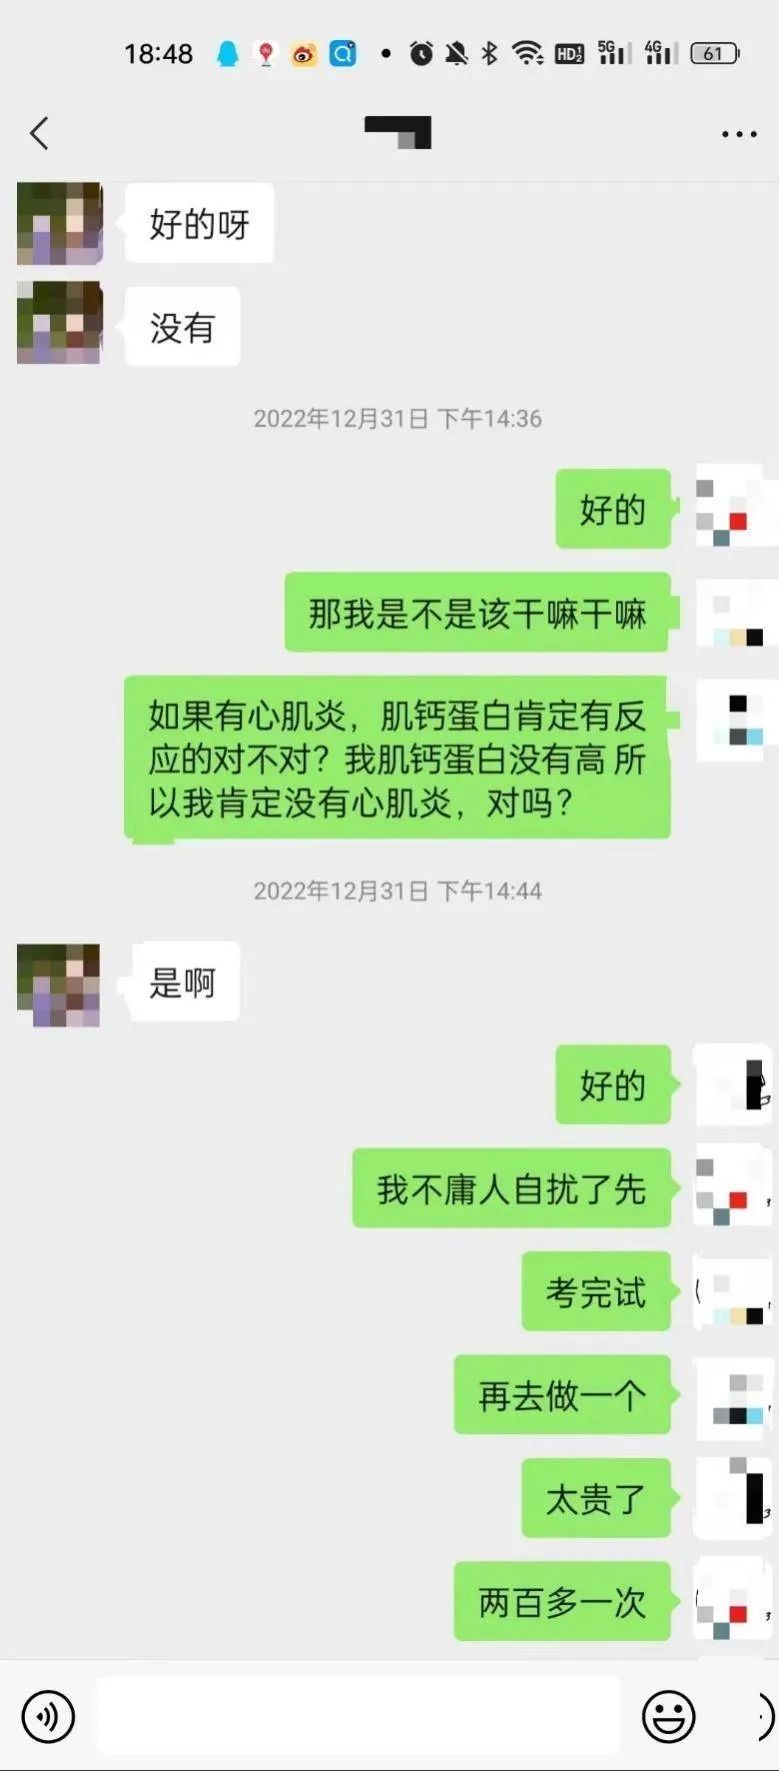 18:48
HD
5G
4G
61
好的呀
没有
2022年12月31日 下午14:36
好的
那我是不是该干嘛干嘛
如果有心肌炎，肌钙蛋白肯定有反
应的对不对？我肌钙蛋白没有高 所
以我肯定没有心肌炎，对吗？
2022年12月31日 下午14:44
是啊
好的
我不庸人自扰了先
考完试
再去做一个
太贵了
两百多一次